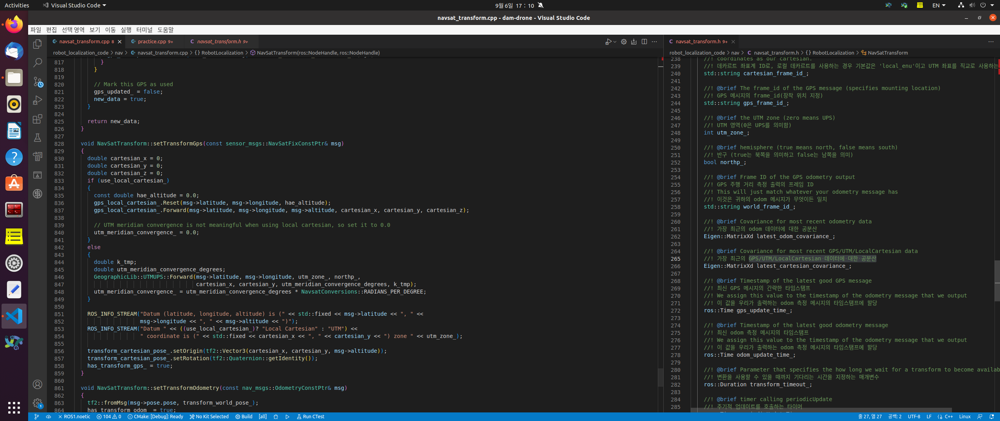 Activities
Visual Studio Code
9월 6일 17 : 10
EN
navsat_transform.cpp - dam-drone - Visual Studio Code
파일 편집 선택 영역 보기 이동 실행 터미널 도움말
navsat_transform.cpp 8
practice.cpp 9+
navsat_transform.h 9+
robot_localization_code > nav > navsat_transform.cpp > {} RobotLocalization > NavSatTransform(ros::NodeHandle, ros::NodeHandle)
817 }
818 }
819
820 // Mark this GPS as used
821 gps_updated_ = false;
822 new_data = true;
823 }
824
825 return new_data;
826 }
827
828 void NavSatTransform::setTransformGps(const sensor_msgs::NavSatFixConstPtr& msg)
829 {
830 double cartesian_x = 0;
831 double cartesian_y = 0;
832 double cartesian_z = 0;
833 if (use_local_cartesian_)
834 {
835 const double hae_altitude = 0.0;
836 gps_local_cartesian_.Reset(msg->latitude, msg->longitude, hae_altitude);
837 gps_local_cartesian_.Forward(msg->latitude, msg->longitude, msg->altitude, cartesian_x, cartesian_y, cartesian_z);
838
839 // UTM meridian convergence is not meaningful when using local cartesian, so set it to 0.0
840 utm_meridian_convergence_ = 0.0;
841 }
842 else
843 {
844 double k_tmp;
845 double utm_meridian_convergence_degrees;
846 GeographicLib::UTMUPS::Forward(msg->latitude, msg->longitude, utm_zone_, northp_,
847 cartesian_x, cartesian_y, utm_meridian_convergence_degrees, k_tmp);
848 utm_meridian_convergence_ = utm_meridian_convergence_degrees * NavsatConversions::RADIANS_PER_DEGREE;
849 }
850
851 ROS_INFO_STREAM("Datum (latitude, longitude, altitude) is (" << std::fixed << msg->latitude << ", " <<
852 msg->longitude << ", " << msg->altitude << ")");
853 ROS_INFO_STREAM("Datum " << ((use_local_cartesian_)? "Local Cartesian" : "UTM") <<
854 " coordinate is (" << std::fixed << cartesian_x << ", " << cartesian_y << ") zone " << utm_zone_);
855
856 transform_cartesian_pose_.setOrigin(tf2::Vector3(cartesian_x, cartesian_y, msg->altitude));
857 transform_cartesian_pose_.setRotation(tf2::Quaternion::getIdentity());
858 has_transform_gps_ = true;
859 }
860
861 void NavSatTransform::setTransformOdometry(const nav_msgs::OdometryConstPtr& msg)
862 {
863 tf2::fromMsg(msg->pose.pose, transform_world_pose_);
864 has_transform_odom_ = true;
navsat_transform.h 9+
robot_localization_code > nav > navsat_transform.h > {} RobotLocalization > NavSatTransform
238 //! coordinates as our cartesian.
239 //! 데카르트 좌표계 ID로, 로컬 데카르트를 사용하는 경우 기본값은 'local_enu'이고 UTM 좌표를 직교로 사용하는
240 std::string cartesian_frame_id_;
241
242 //! @brief The frame_id of the GPS message (specifies mounting location)
243 //! GPS 메시지의 frame_id(장착 위치 지정)
244 std::string gps_frame_id_;
245
246 //! @brief the UTM zone (zero means UPS)
247 //! UTM 영역(0은 UPS를 의미함)
248 int utm_zone_;
249
250 //! @brief hemisphere (true means north, false means south)
251 //! 반구 (true는 북쪽을 의미하고 false는 남쪽을 의미)
252 bool northp_;
253
254 //! @brief Frame ID of the GPS odometry output
255 //! GPS 주행 거리 측정 출력의 프레임 ID
256 //! This will just match whatever your odometry message has
257 //! 이것은 귀하의 odom 메시지가 무엇이든 일치
258 std::string world_frame_id_;
259
260 //! @brief Covariance for most recent odometry data
261 //! 가장 최근의 odom 데이터에 대한 공분산
262 Eigen::MatrixXd latest_odom_covariance_;
263
264 //! @brief Covariance for most recent GPS/UTM/LocalCartesian data
265 //! 가장 최근의 GPS/UTM/LocalCartesian 데이터에 대한 공분산
266 Eigen::MatrixXd latest_cartesian_covariance_;
267
268 //! @brief Timestamp of the latest good GPS message
269 //! 최신 GPS 메시지의 간략한 타임스탬프
270 //! We assign this value to the timestamp of the odometry message that we output
271 //! 이 값을 우리가 출력하는 odom 측정 메시지의 타임스탬프에 할당
272 ros::Time gps_update_time_;
273
274 //! @brief Timestamp of the latest good odometry message
275 //! 최신 odom 측정 메시지의 타임스탬프
276 //! We assign this value to the timestamp of the odometry message that we output
277 //! 이 값을 우리가 출력하는 odom 측정 메시지의 타임스탬프에 할당
278 ros::Time odom_update_time_;
279
280 //! @brief Parameter that specifies the how long we wait for a transform to become availab
281 //! 변환을 사용할 수 있을 때까지 기다리는 시간을 지정하는 매개변수
282 ros::Duration transform_timeout_;
283
284 //! @brief timer calling periodicUpdate
285 //! 주기적 업데이트를 호출하는 타이머
ROS1.noetic 104 0 CMake: [Debug]: Ready No Kit Selected Build [all] Run CTest
줄 27, 열 27 공백: 2 UTF-8 LF C++ Linux